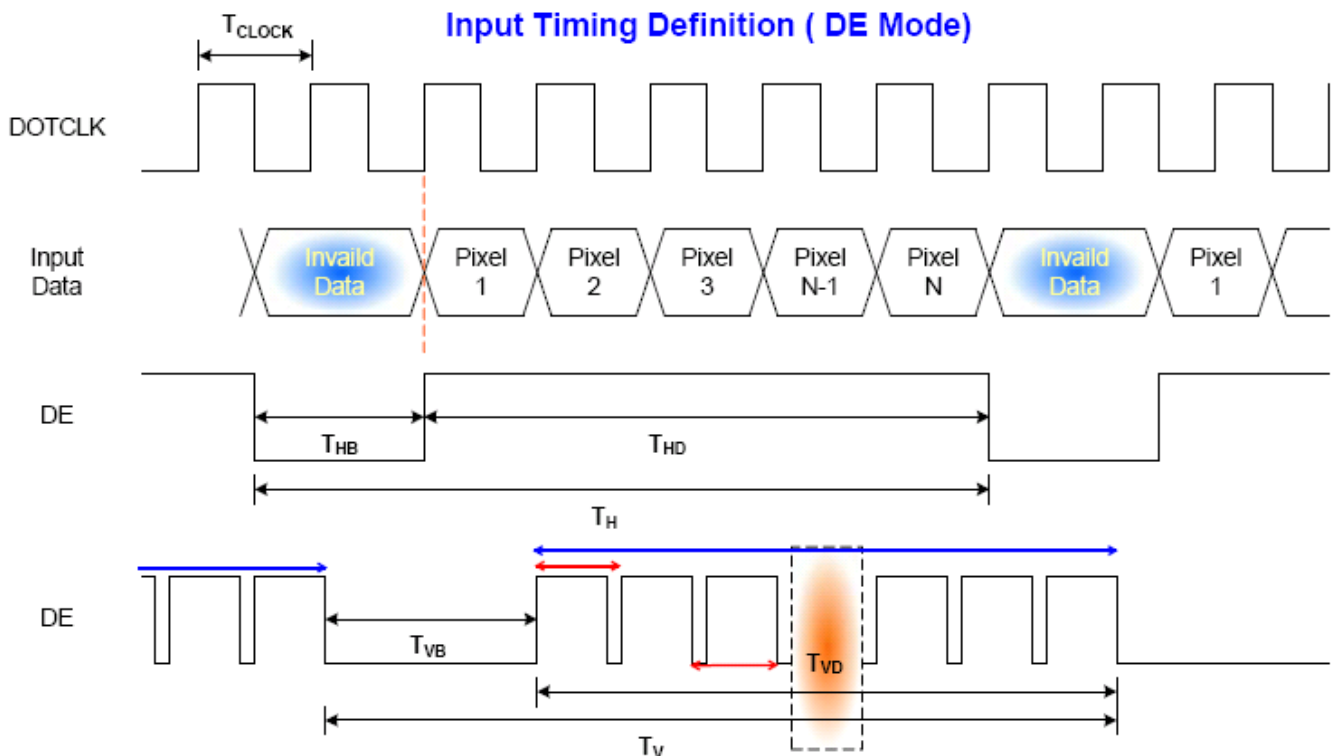 Input Timing Definition ( DE Mode)
TCLOCK
DOTCLK
Input
Data
Invaild
Data
Pixel
1
Pixel
2
Pixel
3
Pixel
N-1
Pixel
N
Invaild
Data
Pixel
1
DE
THB
THD
TH
DE
TVB
TVD
TV